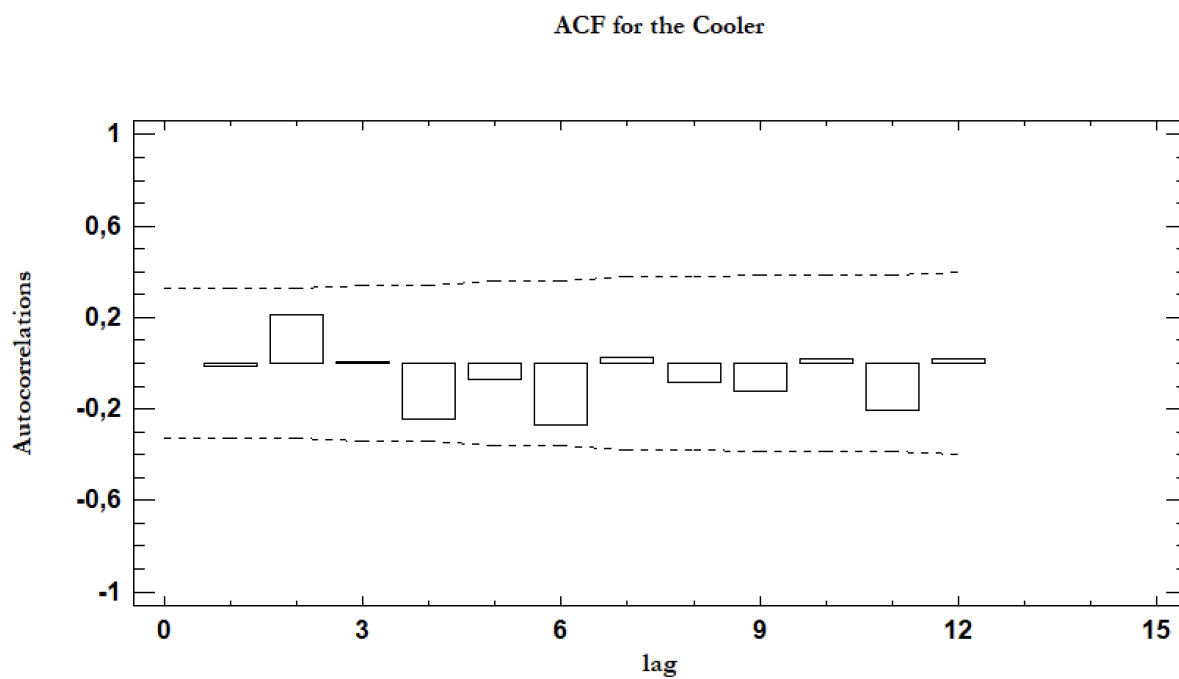 ACF for the Cooler
1
0,6
0,2
-0,2
-0,6
-1
Autocorrelations
0 3 6 9 12 15
lag